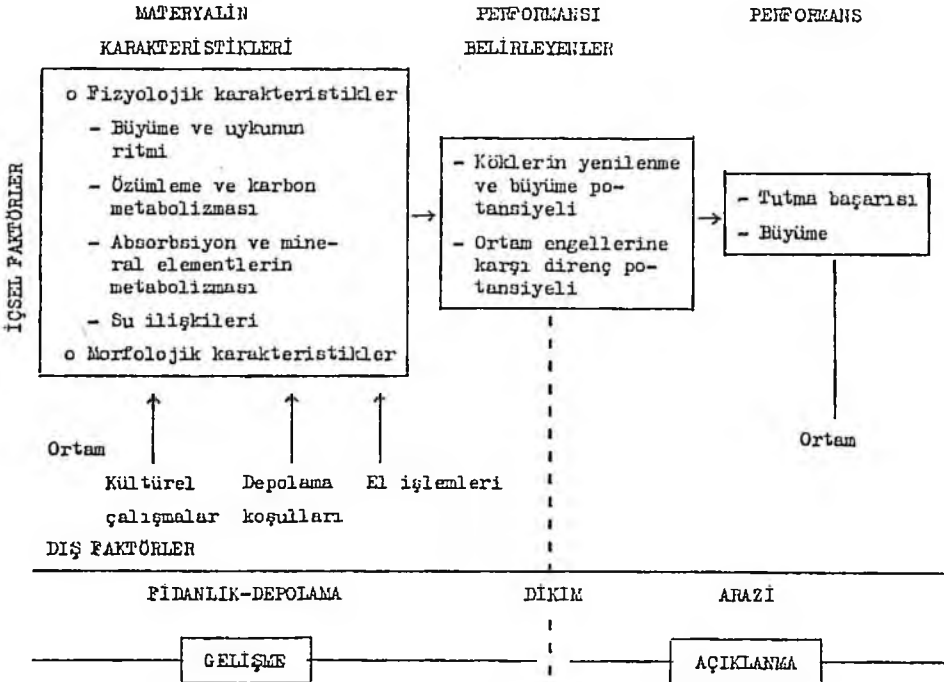 MATERYALİN
KARAKTERİSTİKLERİ
PERFORMANSI
BELİRLEYENLER
PERFORMANS
İÇSEL FAKTÖRLER
o Fizyolojik karakteristikler
- Büyüme ve uykunun
ritmi
- Özümleme ve karbon
metabolizması
- Absorbsiyon ve mine-
ral elementlerin
metabolizması
- Su ilişkileri
o Morfolojik karakteristikler
- Köklerin yenilenme
ve büyüme po-
tansiyeli
- Ortam engellerine
karşı direnç po-
tansiyeli
- Tutma başarısı
- Büyüme
Ortam
Kültürel
çalışmalar
Depolama
koşulları
El işlemleri
Ortam
DIŞ FAKTÖRLER
FİDANLIK-DEPOLAMA
DİKİM
ARAZİ
GELİŞME
AÇIKLANMA